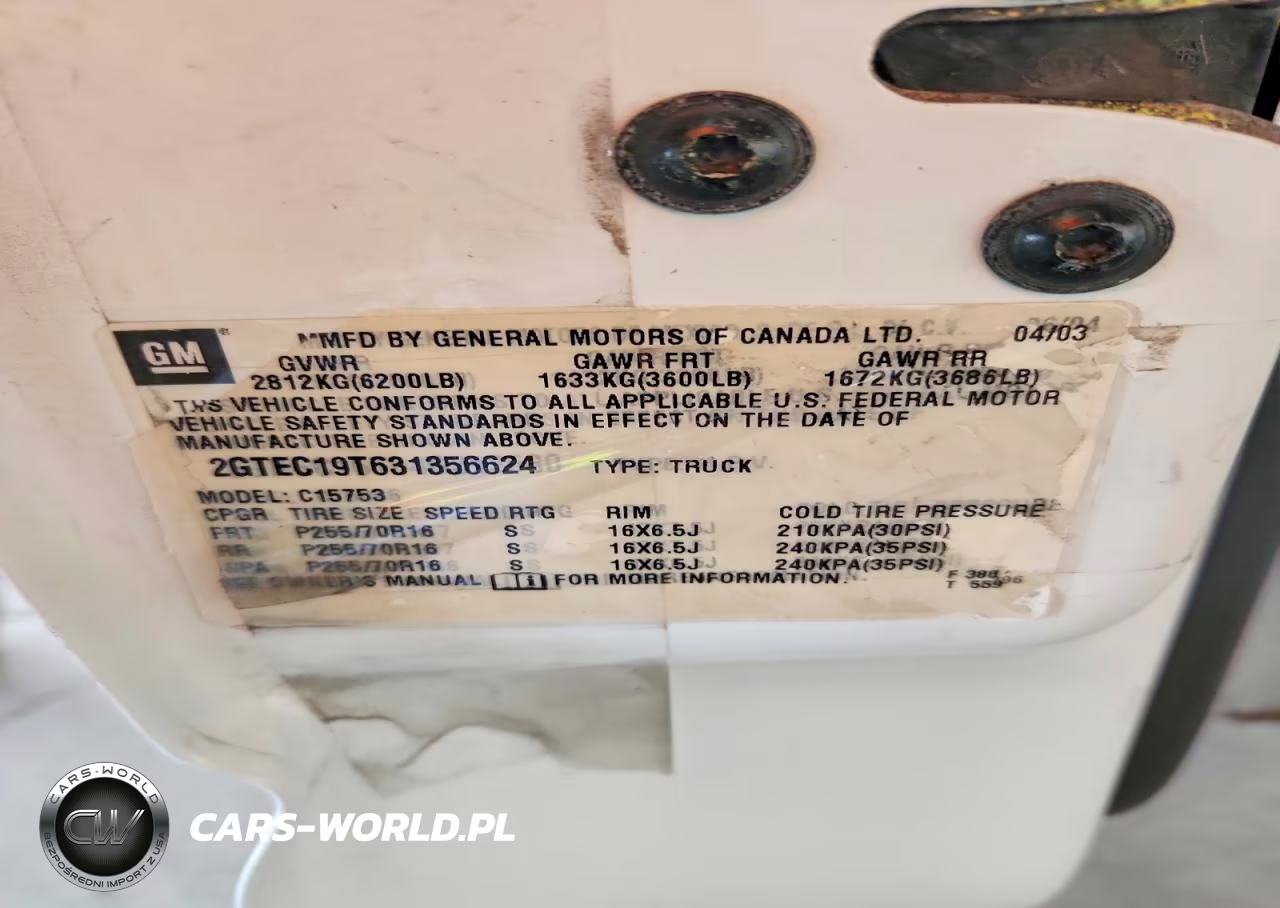 GM
MFD BY GENERAL MOTORS OF CANADA LTD. 04/03
GVWR GAWR FRT GAWR RR
2812KG(6200LB) 1633KG(3600LB) 1672KG(3686LB)
THIS VEHICLE CONFORMS TO ALL APPLICABLE U.S. FEDERAL MOTOR
VEHICLE SAFETY STANDARDS IN EFFECT ON THE DATE OF
MANUFACTURE SHOWN ABOVE.
2GTEC19T631356624 TYPE: TRUCK
MODEL: C15753
TIRE SIZE SPEED RTG RIM COLD TIRE PRESSURE
FRT P255/70R16 S 16X6.5J 210KPA(30PSI)
RR P255/70R16 S 16X6.5J 240KPA(35PSI)
SPA P255/70R16 S 16X6.5J 240KPA(35PSI)
SEE OWNER'S MANUAL FOR MORE INFORMATION.
CARS-WORLD
CW
BEZPOŚREDNI IMPORT Z USA
CARS-WORLD.PL